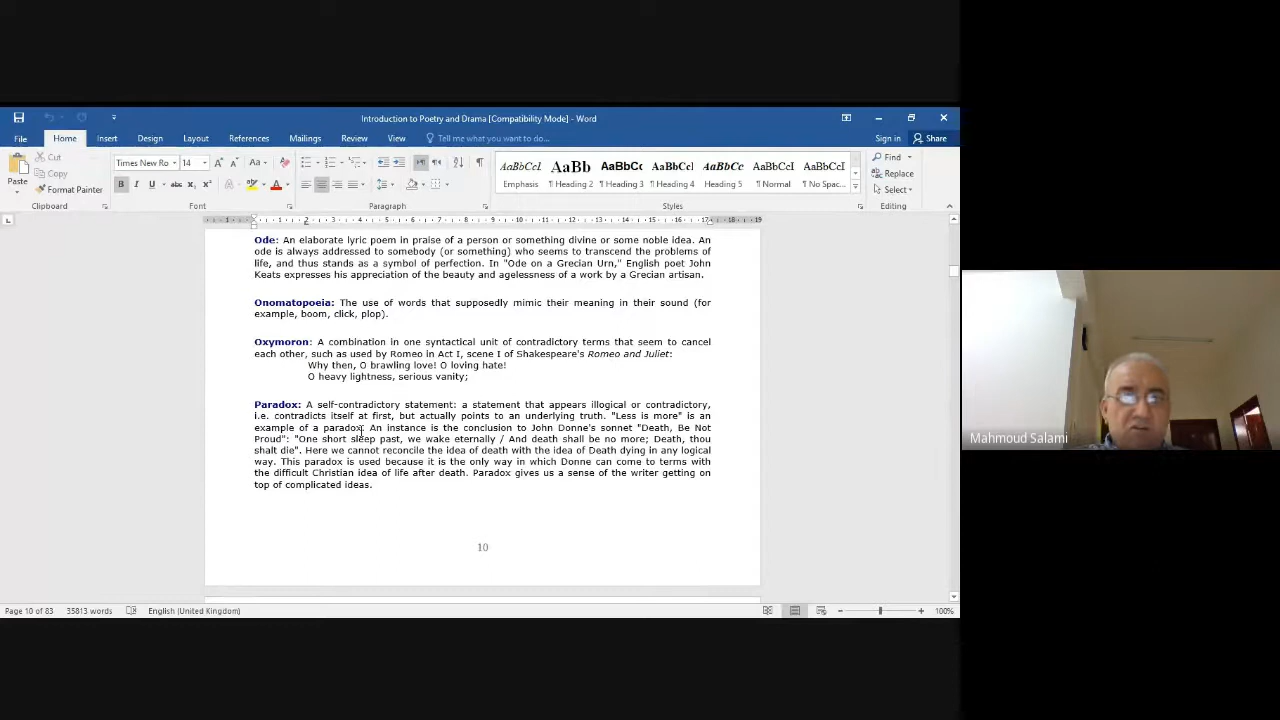 Introduction to Poetry and Drama [Compatibility Mode] - Word
File Home Insert Design Layout References Mailings Review View Tell me what you want to do... Sign in Share
Paste
Cut
Copy
Format Painter
Clipboard
Times New Ro 14
Font
Paragraph
AaBbCcI AaBb AaBbCc AaBbCcI AaBbCc AaBbCcI AaBbCcI
Emphasis ¶ Heading 2 ¶ Heading 3 ¶ Heading 4 Heading 5 ¶ Normal ¶ No Spac...
Styles
Find
Replace
Select
Editing
Ode: An elaborate lyric poem in praise of a person or something divine or some noble idea. An
ode is always addressed to somebody (or something) who seems to transcend the problems of
life, and thus stands as a symbol of perfection. In "Ode on a Grecian Urn," English poet John
Keats expresses his appreciation of the beauty and agelessness of a work by a Grecian artisan.
Onomatopoeia: The use of words that supposedly mimic their meaning in their sound (for
example, boom, click, plop).
Oxymoron: A combination in one syntactical unit of contradictory terms that seem to cancel
each other, such as used by Romeo in Act I, scene I of Shakespeare's Romeo and Juliet:
Why then, O brawling love! O loving hate!
O heavy lightness, serious vanity;
Paradox: A self-contradictory statement: a statement that appears illogical or contradictory,
i.e. contradicts itself at first, but actually points to an underlying truth. "Less is more" is an
example of a paradox. An instance is the conclusion to John Donne's sonnet "Death, Be Not
Proud": "One short sleep past, we wake eternally / And death shall be no more; Death, thou
shalt die". Here we cannot reconcile the idea of death with the idea of Death dying in any logical
way. This paradox is used because it is the only way in which Donne can come to terms with
the difficult Christian idea of life after death. Paradox gives us a sense of the writer getting on
top of complicated ideas.
10
Page 10 of 83 35813 words English (United Kingdom) 100%
Mahmoud Salami